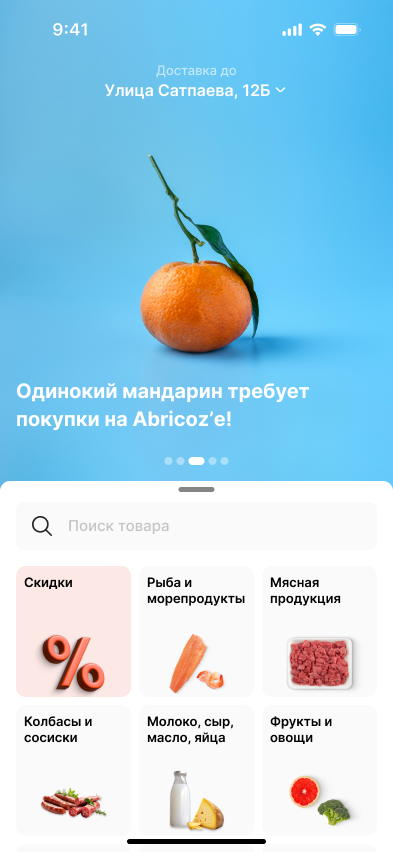 9:41
Доставка до
Улица Сатпаева, 12Б
Одинокий мандарин требует
покупки на Abricoz’e!
Поиск товара
Скидки
Рыба и
морепродукты
Мясная
продукция
%
Колбасы и
сосиски
Молоко, сыр,
масло, яйца
Фрукты и
овощи